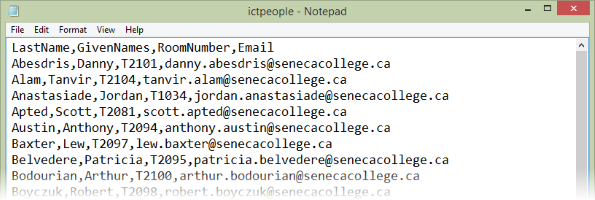 ictpeople - Notepad
File Edit Format View Help
LastName,GivenNames,RoomNumber,Email
Abesdris,Danny,T2101,danny.abesdris@senecacollege.ca
Alam,Tanvir,T2104,tanvir.alam@senecacollege.ca
Anastasiade,Jordan,T1034,jordan.anastasiade@senecacollege.ca
Apted,Scott,T2081,scott.apted@senecacollege.ca
Austin,Anthony,T2094,anthony.austin@senecacollege.ca
Baxter,Lew,T2097,lew.baxter@senecacollege.ca
Belvedere,Patricia,T2095,patricia.belvedere@senecacollege.ca
Bodourian,Arthur,T2100,arthur.bodourian@senecacollege.ca
Boyczuk,Robert,T2098,robert.boyczuk@senecacollege.ca